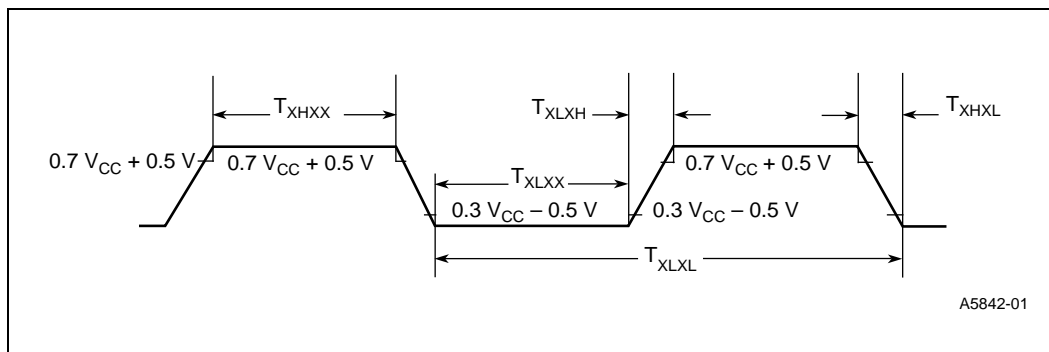 T_XHXX
T_XLXH
T_XHXL
0.7 V_CC + 0.5 V
0.7 V_CC + 0.5 V
0.7 V_CC + 0.5 V
T_XLXX
0.3 V_CC – 0.5 V
0.3 V_CC – 0.5 V
T_XLXL
A5842-01